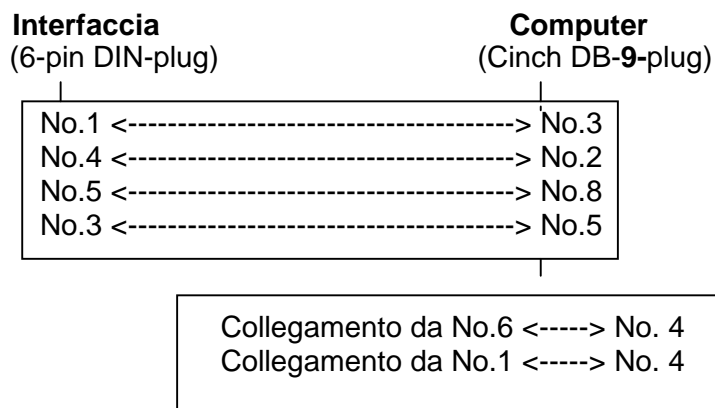 Interfaccia Computer
(6-pin DIN-plug) (Cinch DB-9-plug)
No.1 <---------------------------------------> No.3
No.4 <---------------------------------------> No.2
No.5 <---------------------------------------> No.8
No.3 <---------------------------------------> No.5
Collegamento da No.6 <-----> No. 4
Collegamento da No.1 <-----> No. 4